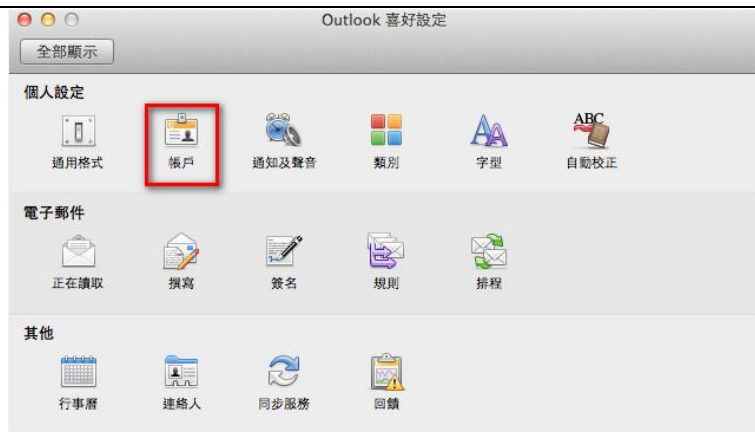 Outlook 喜好設定
全部顯示
個人設定
ABC
通用格式 帳戶 通知及聲音 類別 字型 自動校正
電子郵件
正在讀取 撰寫 簽名 規則 排程
其他
行事曆 連絡人 同步服務 回饋